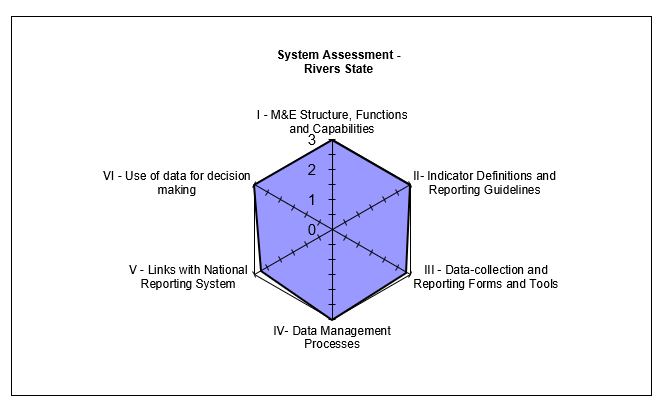 System Assessment -
Rivers State
I - M&E Structure, Functions
and Capabilities
3
VI - Use of data for decision
making
2
II- Indicator Definitions and
Reporting Guidelines
1
0
V - Links with National
Reporting System
III - Data-collection and
Reporting Forms and Tools
IV- Data Management
Processes